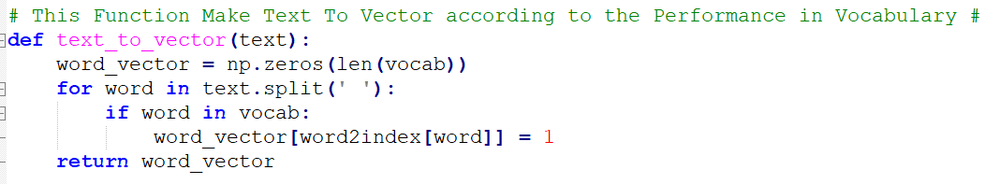 # This Function Make Text To Vector according to the Performance in Vocabulary #
def text_to_vector(text):
    word_vector = np.zeros(len(vocab))
    for word in text.split(' '):
        if word in vocab:
            word_vector[word2index[word]] = 1
    return word_vector